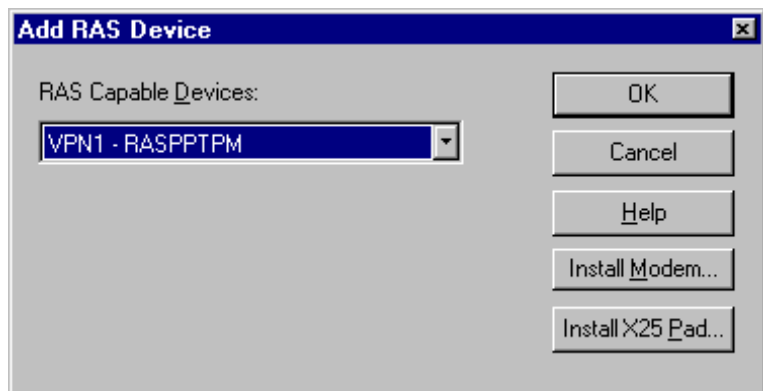 Add RAS Device
RAS Capable Devices:
VPN1 - RASPPTPM
OK
Cancel
Help
Install Modem...
Install X25 Pad...